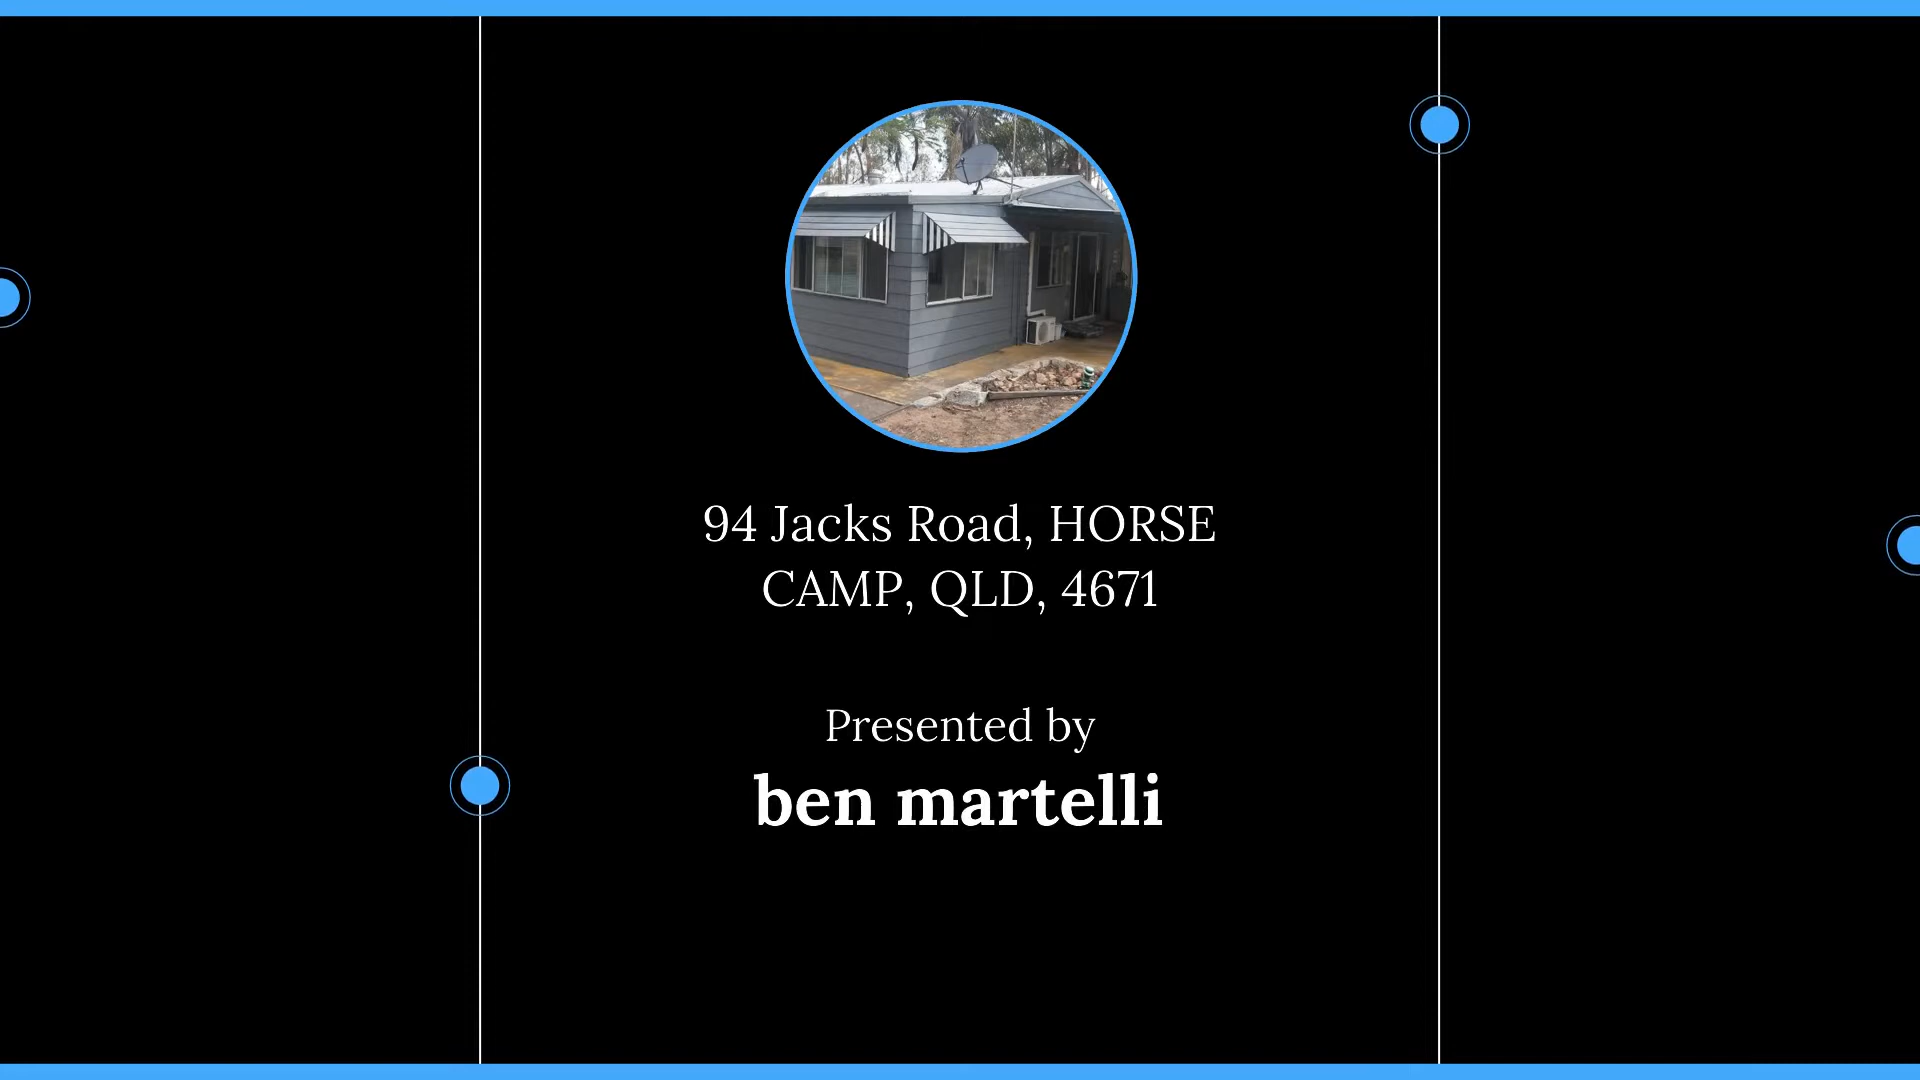 94 Jacks Road, HORSE
CAMP, QLD, 4671
Presented by
ben martelli